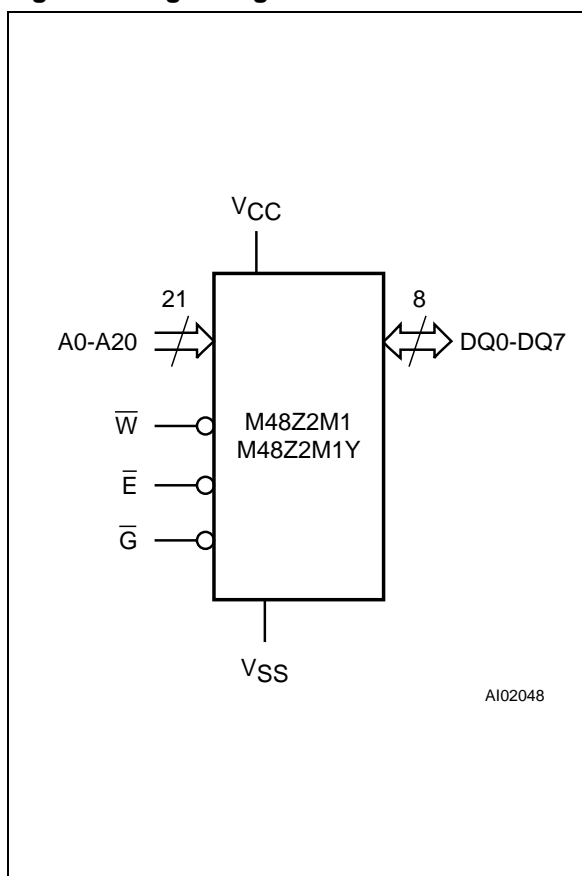 VCC
21
8
A0-A20
DQ0-DQ7
W̅
M48Z2M1
M48Z2M1Y
E̅
G̅
VSS
AI02048